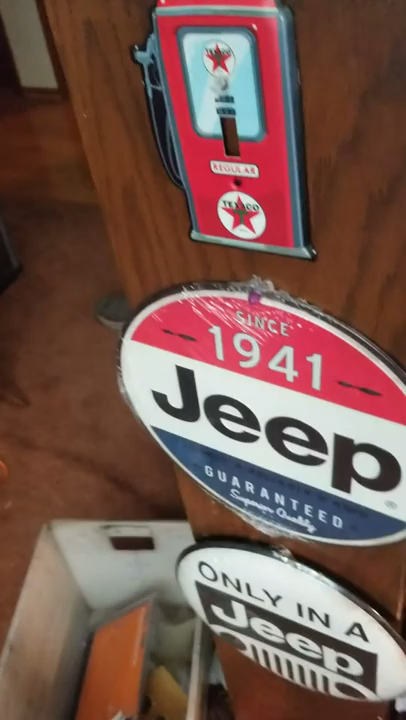 TEXACO
REGULAR
TEXACO
SINCE
1941
Jeep
®
GUARANTEED
Superior Quality
ONLY IN A
Jeep